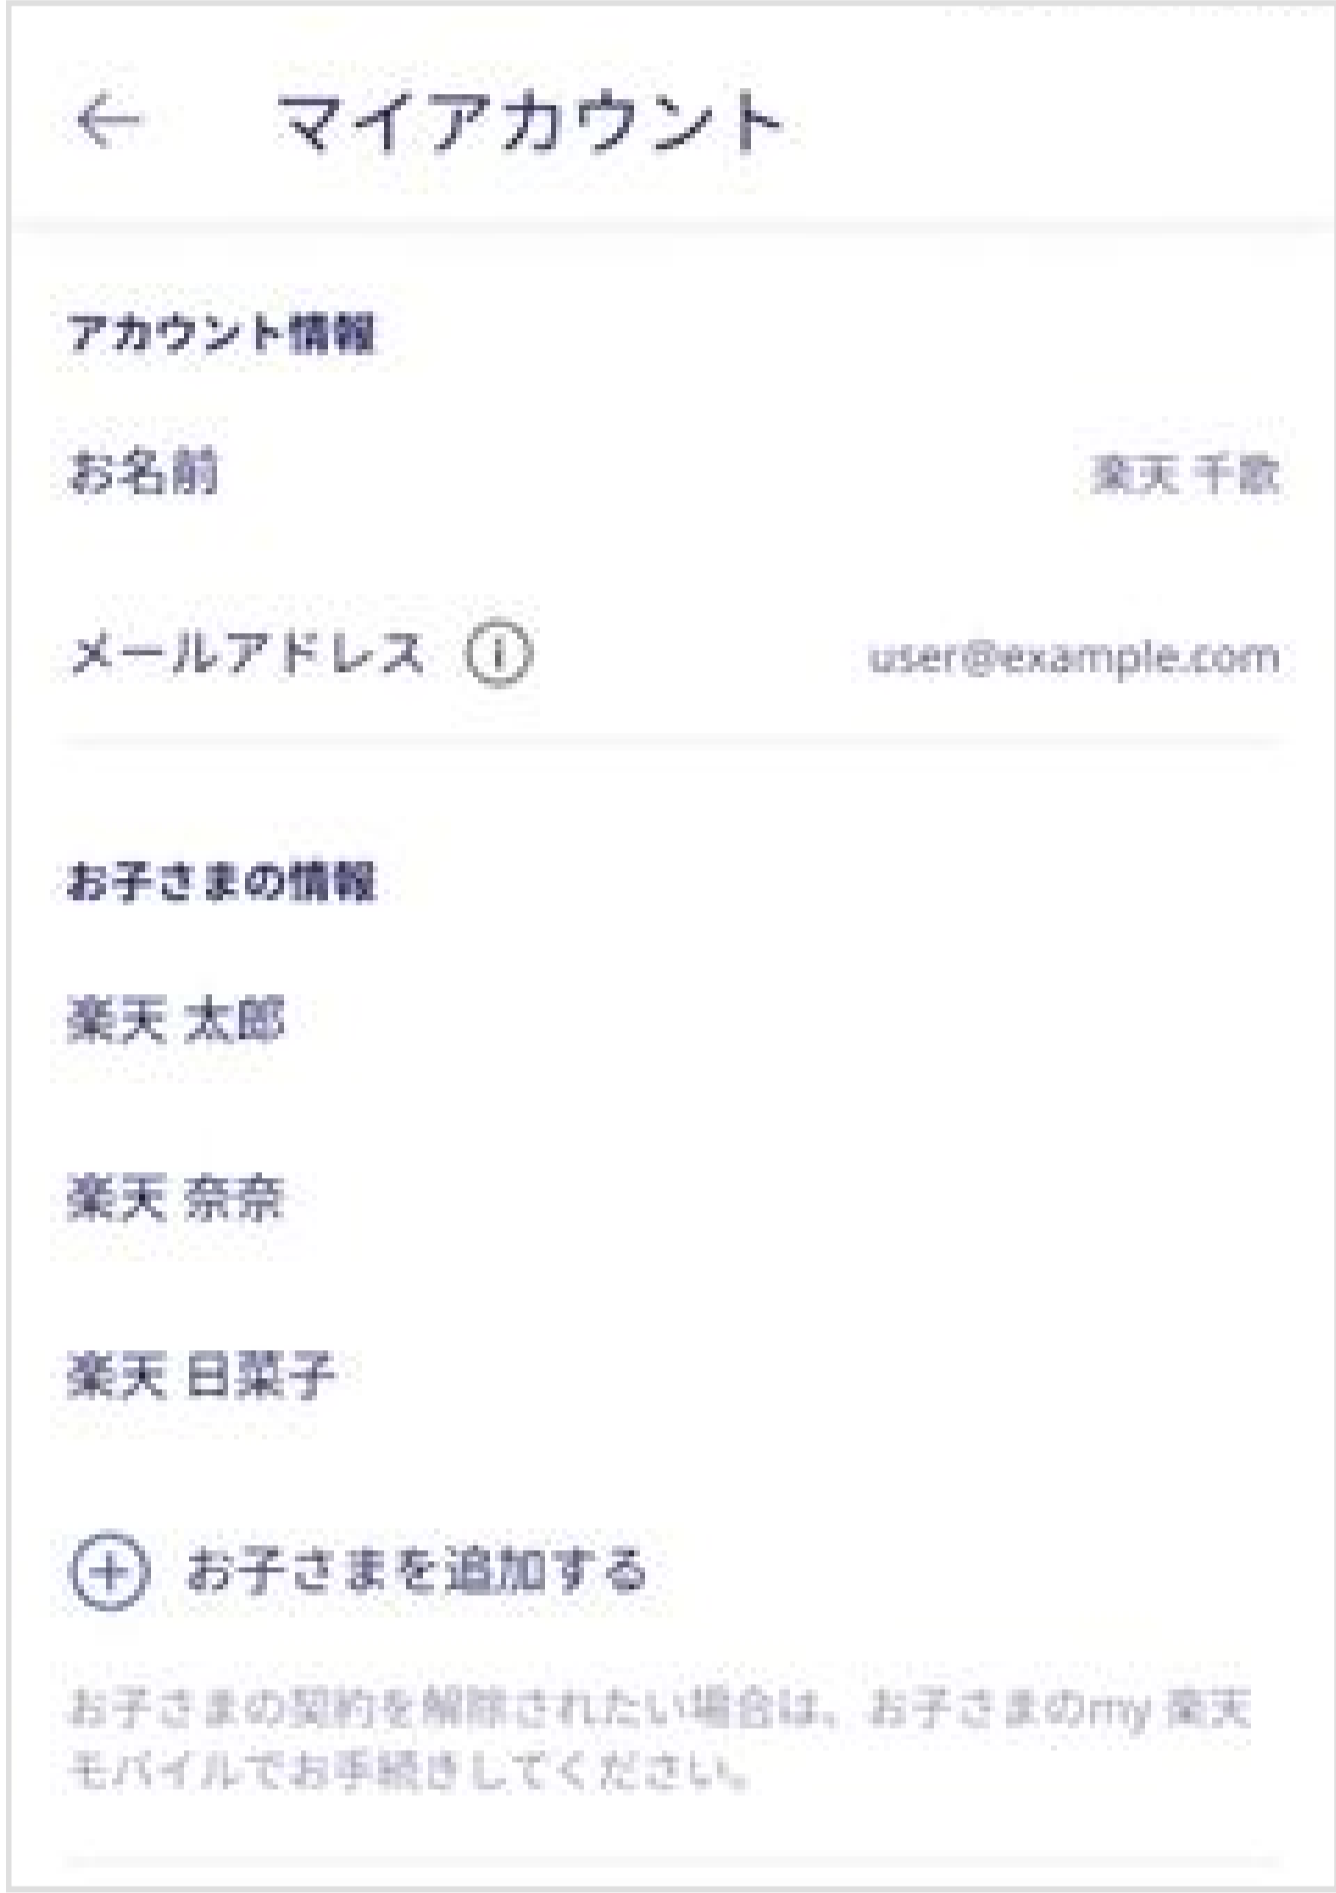 マイアカウント
アカウント情報
お名前 楽天 千歌
メールアドレス user@example.com
お子さまの情報
楽天 太郎
楽天 奈奈
楽天 日菜子
お子さまを追加する
お子さまの契約を解除されたい場合は、お子さまのmy 楽天
モバイルでお手続きしてください。